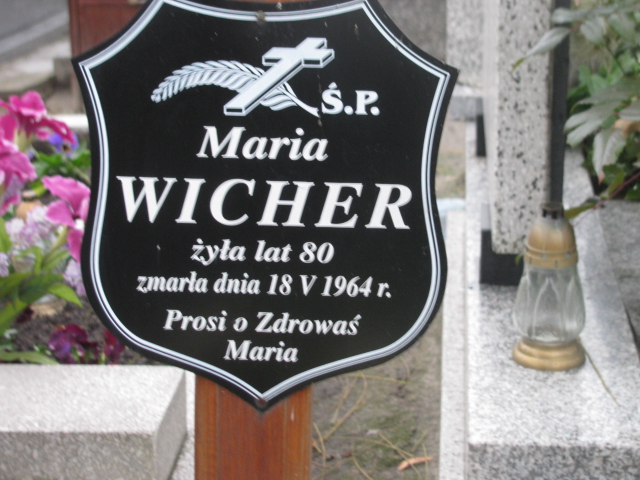 Ś.P.
Maria
WICHER
żyła lat 80
zmarła dnia 18 V 1964 r.
Prosi o Zdrowaś
Maria